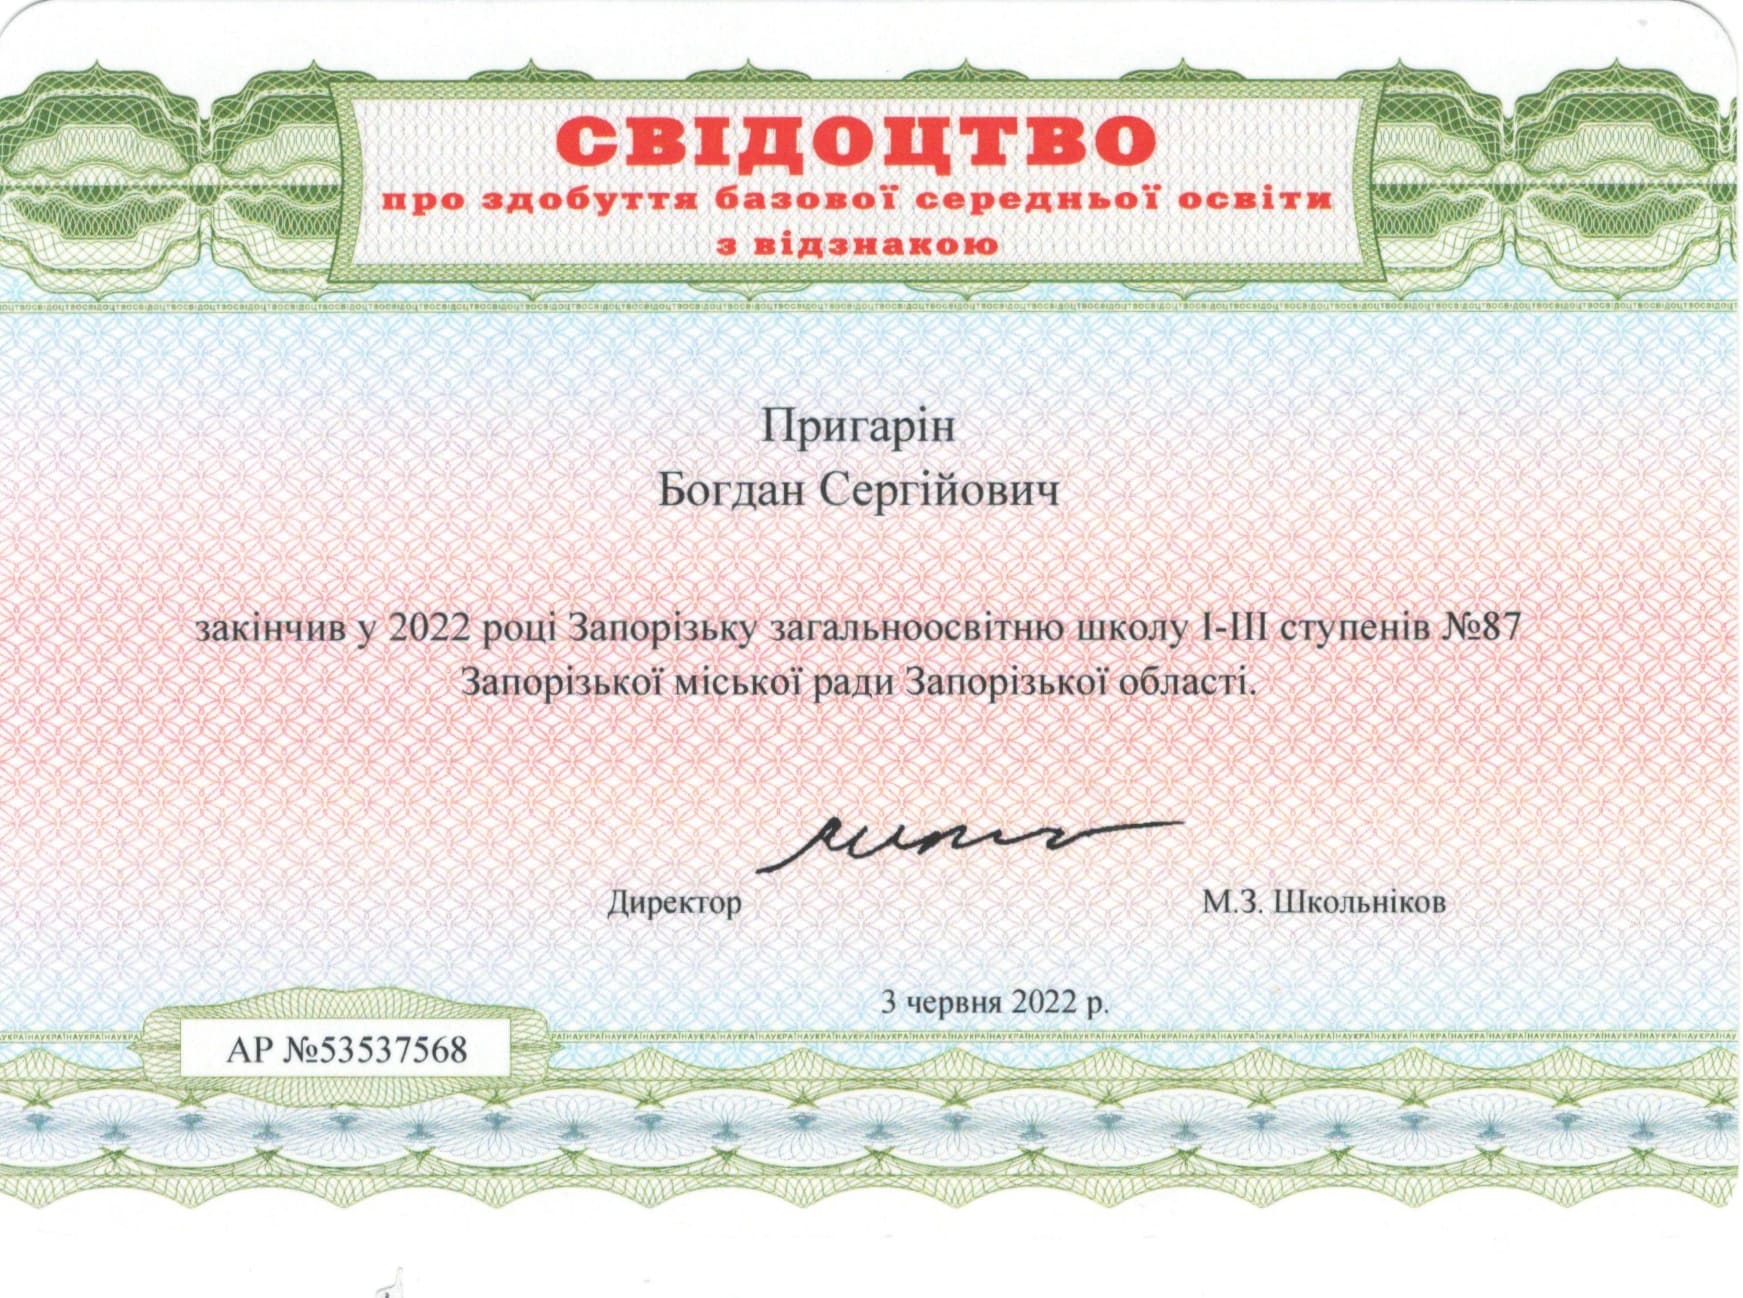 СВІДОЦТВО
про здобуття базової середньої освіти
з відзнакою
Пригарін
Богдан Сергійович
закінчив у 2022 році Запорізьку загальноосвітню школу І-ІІІ ступенів №87
Запорізької міської ради Запорізької області.
Директор
М.З. Школьніков
3 червня 2022 р.
АР №53537568